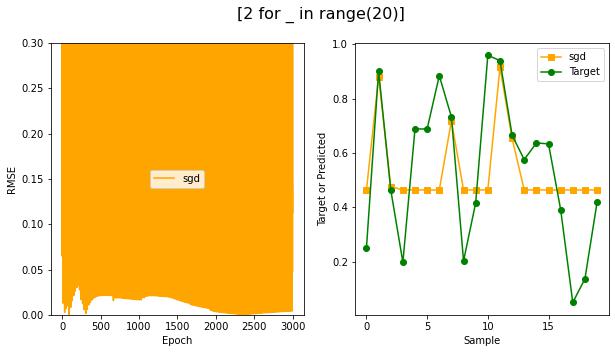 [2 for _ in range(20)]
0.30
0.25
0.20
0.15
0.10
0.05
0.00
RMSE
sgd
0 500 1000 1500 2000 2500 3000
Epoch
1.0
0.8
0.6
0.4
0.2
Target or Predicted
sgd
Target
0 5 10 15
Sample